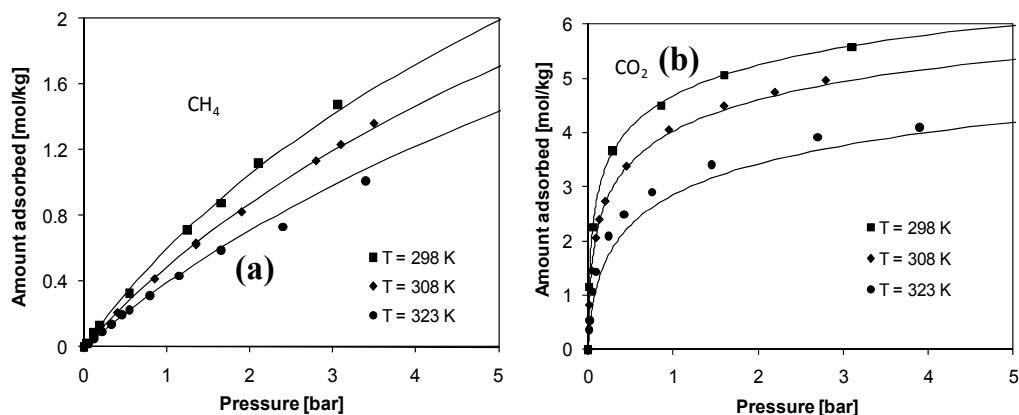 2
1.6
1.2
0.8
0.4
0
Amount adsorbed [mol/kg]
CH₄
(a)
T = 298 K
T = 308 K
T = 323 K
0 1 2 3 4 5
Pressure [bar]
7
6
5
4
3
2
1
0
Amount adsorbed [mol/kg]
CO₂
(b)
T = 298 K
T = 308 K
T = 323 K
0 1 2 3 4 5
Pressure [bar]